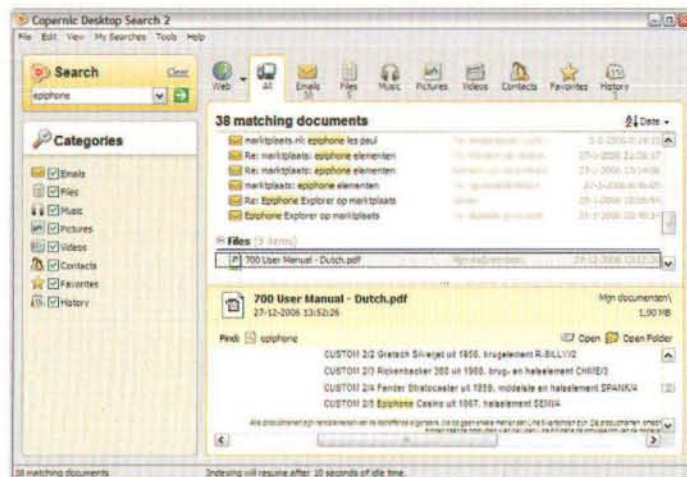 Copernic Desktop Search 2
File Edit View My Searches Tools Help
Search Clear
epiphone
Categories
Emails
Files
Music
Pictures
Videos
Contacts
Favorites
History
Web All Emails Files Music Pictures Videos Contacts Favorites History
38 matching documents Date
marktplaats.nl: epiphone les paul
Re: marktplaats: epiphone elementen
Re: marktplaats: epiphone elementen
marktplaats: epiphone elementen
Re: Epiphone Explorer op marktplaats
Epiphone Explorer op marktplaats
Files
700 User Manual - Dutch.pdf
700 User Manual - Dutch.pdf Mijn documenten\
27-12-2006 13:52:26 1,90 MB
Find: epiphone Open Open Folder
CUSTOM 2/2 Gretsch Silverjet uit 1956, brugelement R-BILLY/2
CUSTOM 2/3 Rickenbacker 360 uit 1968, brug- en halselement CHIME/3
CUSTOM 2/4 Fender Stratocaster uit 1959, middelste en halselement SPANK/4
CUSTOM 2/5 Epiphone Casino uit 1967, halselement SEMI/4
38 matching documents Indexing will resume after 10 seconds of idle time.